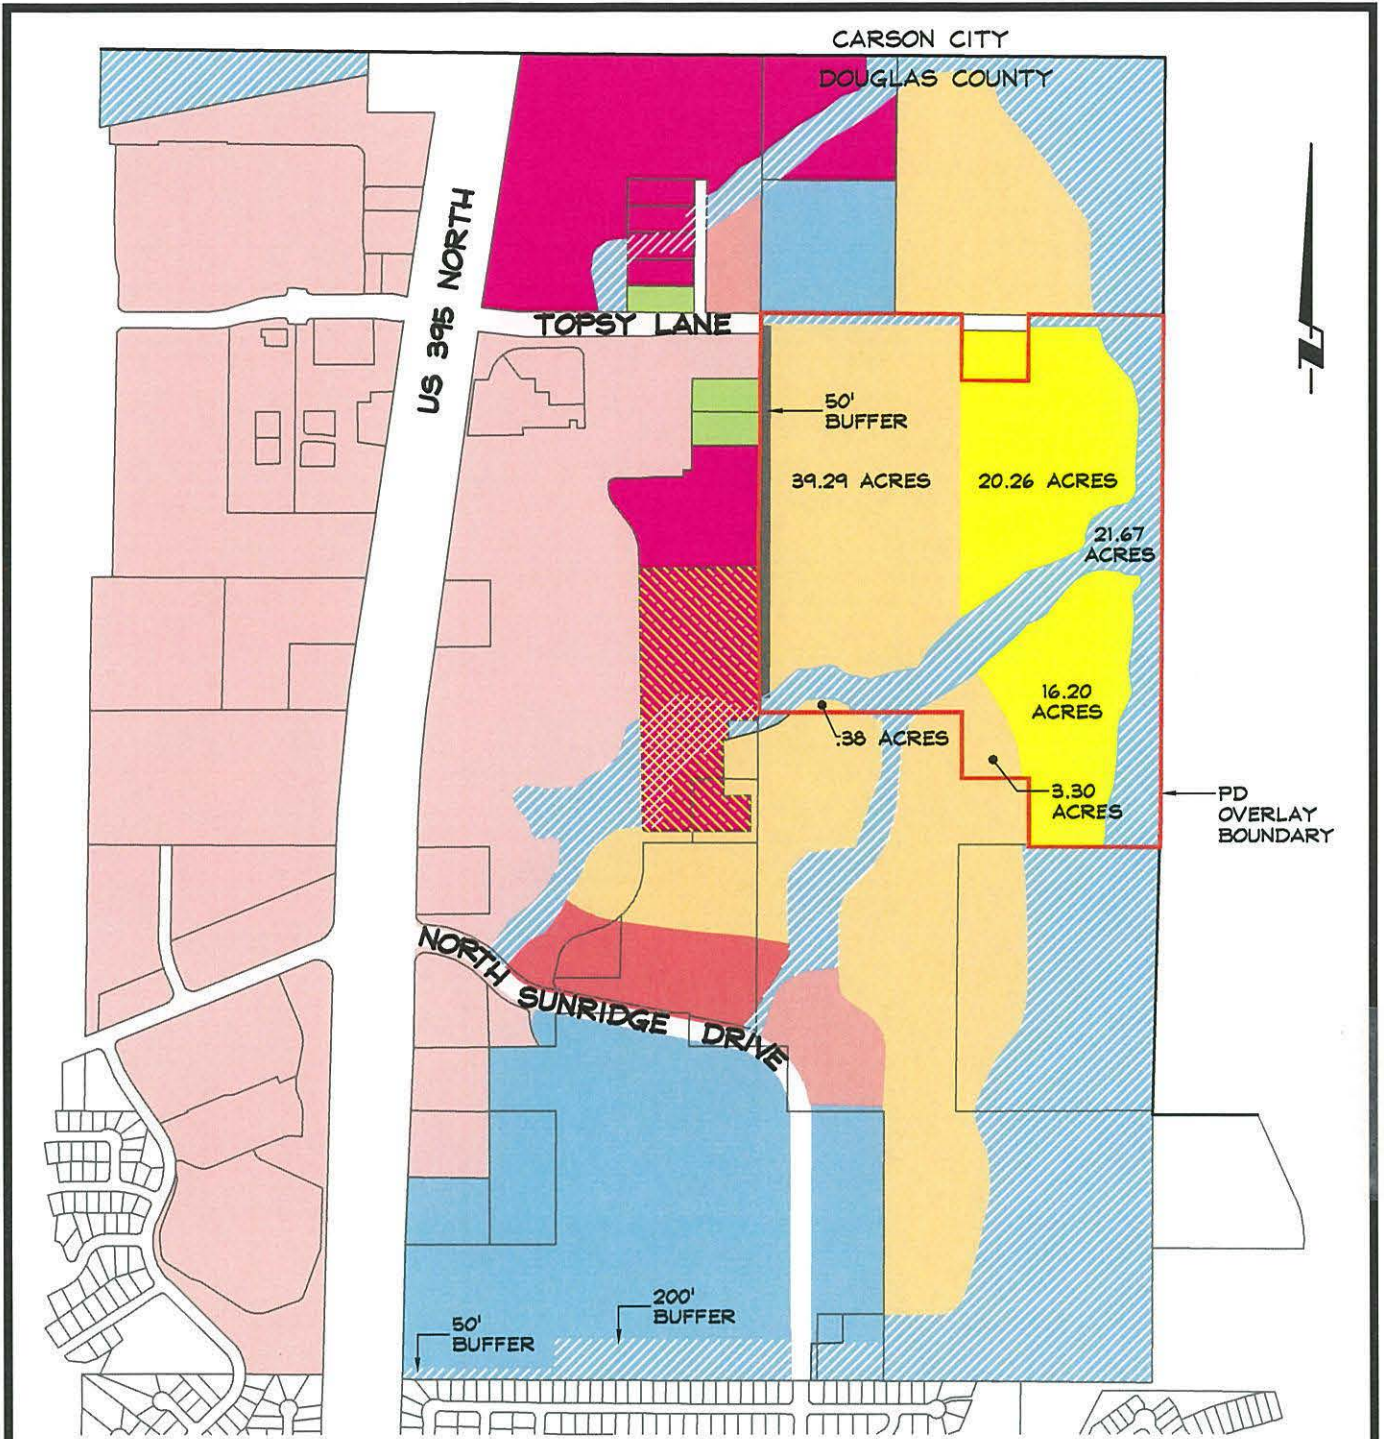 CARSON CITY
DOUGLAS COUNTY
US 395 NORTH
TOPSY LANE
50'
BUFFER
39.29 ACRES
20.26 ACRES
21.67
ACRES
16.20
ACRES
.38 ACRES
3.30
ACRES
PD
OVERLAY
BOUNDARY
NORTH SUNRIDGE DRIVE
200'
BUFFER
50'
BUFFER